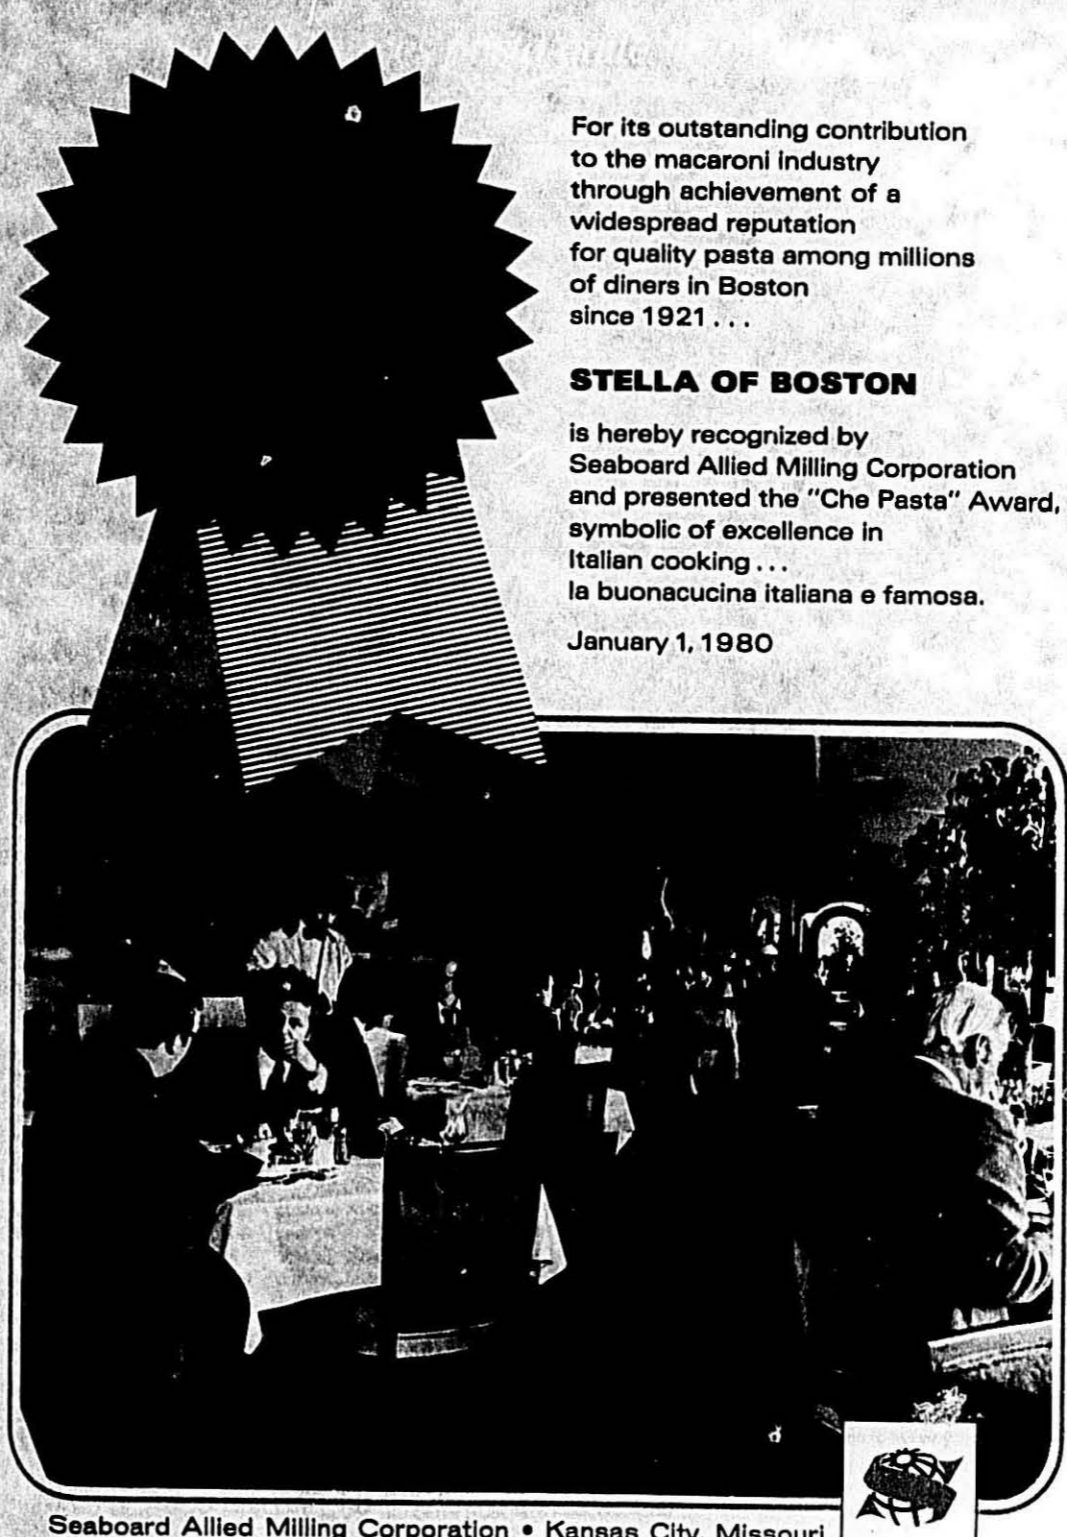 For its outstanding contribution
to the macaroni industry
through achievement of a
widespread reputation
for quality pasta among millions
of diners in Boston
since 1921...
STELLA OF BOSTON
is hereby recognized by
Seaboard Allied Milling Corporation
and presented the "Che Pasta" Award,
symbolic of excellence in
Italian cooking...
la buonacucina italiana e famosa.
January 1, 1980
Seaboard Allied Milling Corporation • Kansas City, Missouri